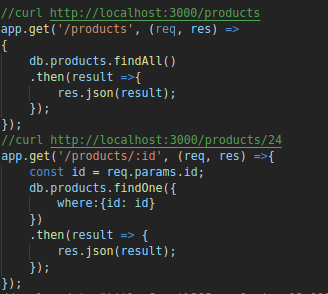 //curl http://localhost:3000/products
app.get('/products', (req, res) =>
{
    db.products.findAll()
    .then(result =>{
        res.json(result);
    });
});
//curl http://localhost:3000/products/24
app.get('/products/:id', (req, res) =>{
    const id = req.params.id;
    db.products.findOne({
        where:{id: id}
    })
    .then(result => {
        res.json(result);
    });
});